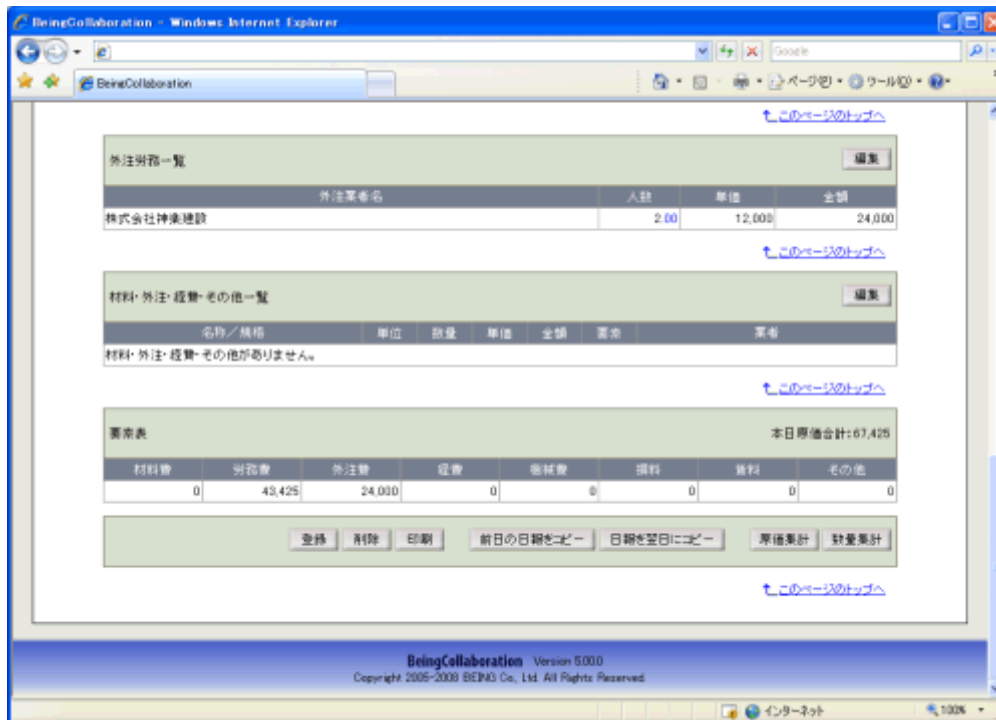 BeingCollaboration - Windows Internet Explorer
Google
BeingCollaboration
ページ(P) ツール(O)
このページのトップへ
外注労務一覧 編集
外注業者名 人数 単価 金額
株式会社神楽建設 2.00 12,000 24,000
このページのトップへ
材料・外注・経費・その他一覧 編集
名称／規格 単位 数量 単価 金額 要素 業者
材料・外注・経費・その他がありません。
このページのトップへ
要素表 本日原価合計:67,425
材料費 労務費 外注費 経費 機械費 損料 賃料 その他
0 43,425 24,000 0 0 0 0 0
登録 削除 印刷 前日の日報をコピー 日報を翌日にコピー 原価集計 数量集計
このページのトップへ
BeingCollaboration Version 5.00.0
Copyright 2005-2008 BEING Co., Ltd. All Rights Reserved.
インターネット 100%